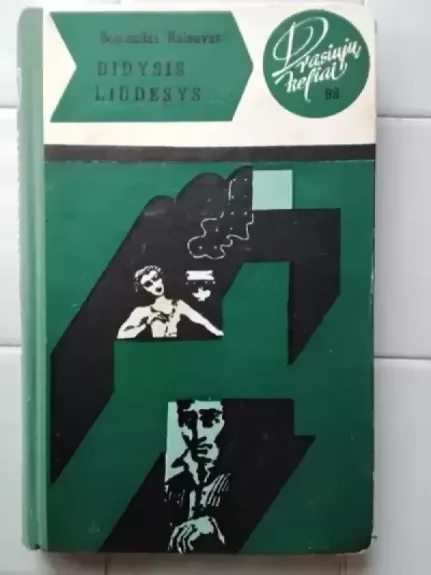 Bogomilas Rainovas
DIDYSIS
LIŪDESYS
Drąsiųjų
keliai
98